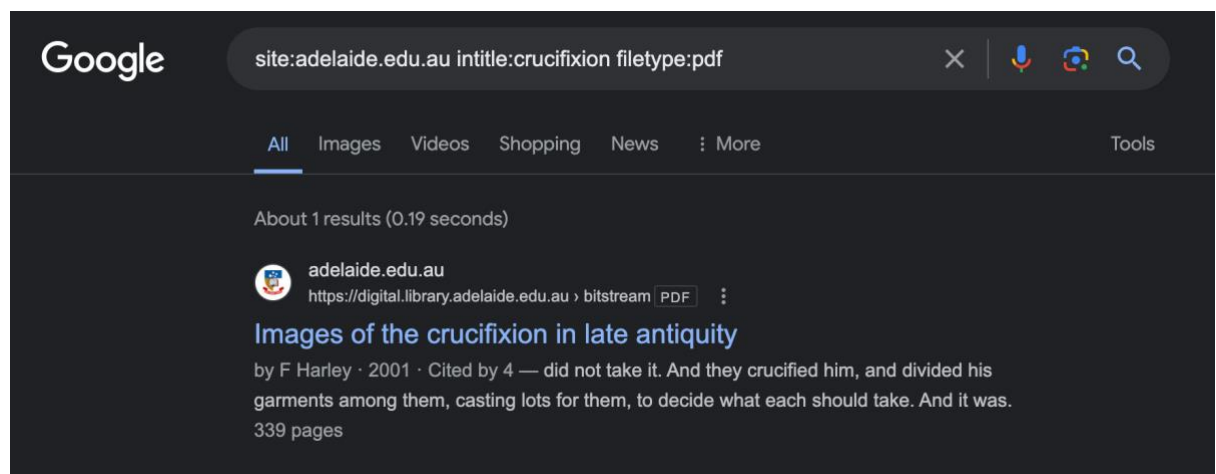 Google
site:adelaide.edu.au intitle:crucifixion filetype:pdf
All Images Videos Shopping News More Tools
About 1 results (0.19 seconds)
adelaide.edu.au
https://digital.library.adelaide.edu.au › bitstream PDF
Images of the crucifixion in late antiquity
by F Harley · 2001 · Cited by 4 — did not take it. And they crucified him, and divided his
garments among them, casting lots for them, to decide what each should take. And it was.
339 pages